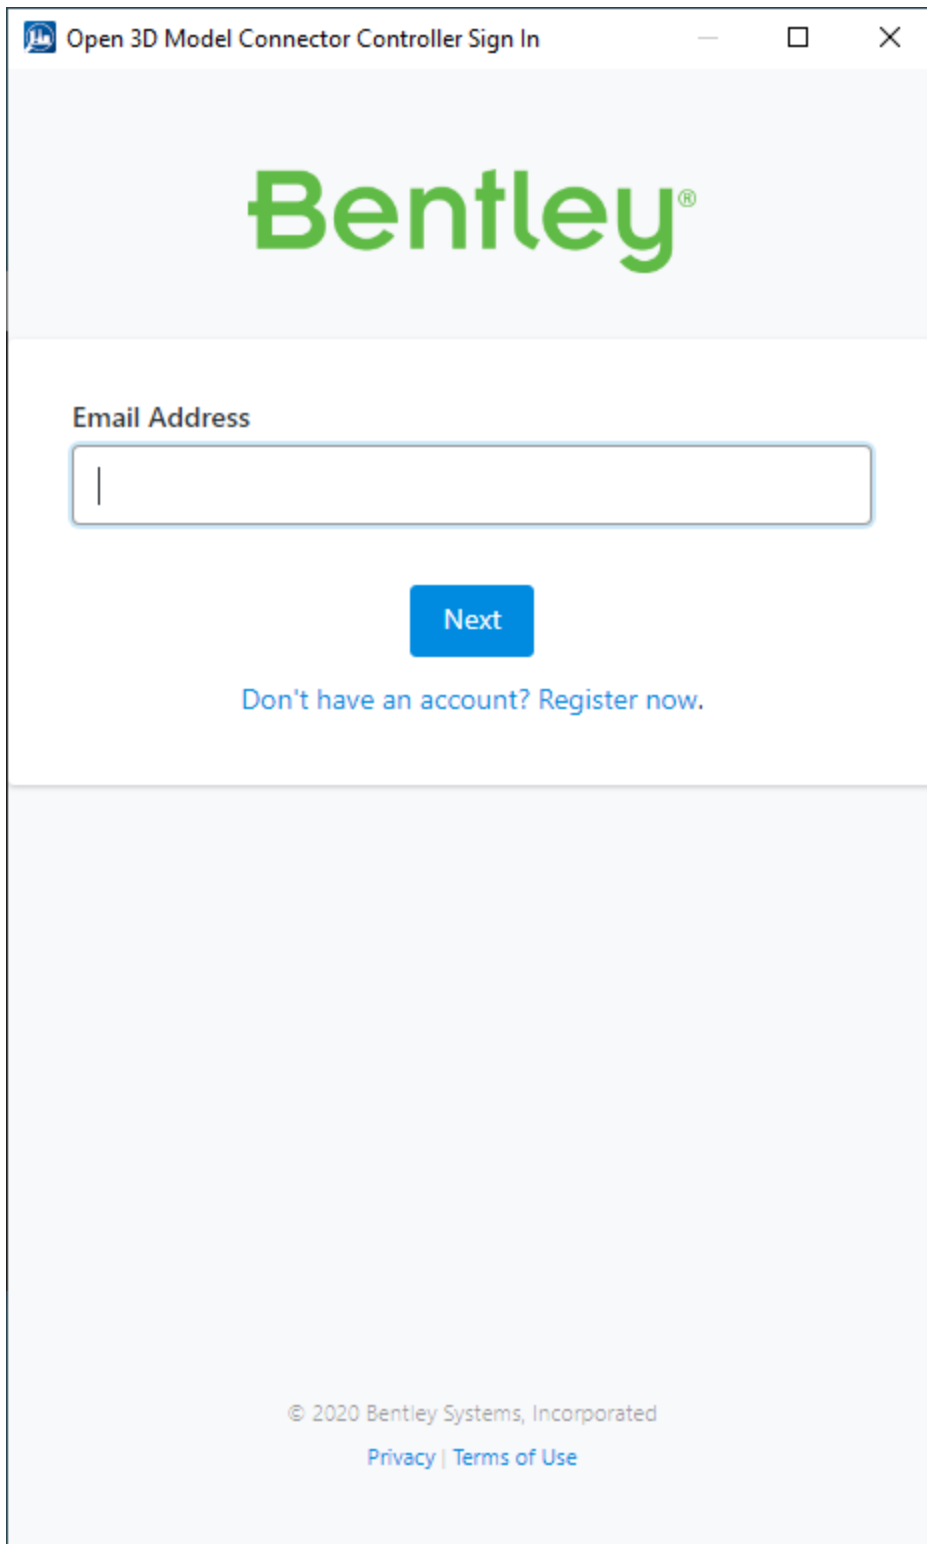 Open 3D Model Connector Controller Sign In
Bentley®
Email Address
Next
Don't have an account? Register now.
© 2020 Bentley Systems, Incorporated
Privacy | Terms of Use